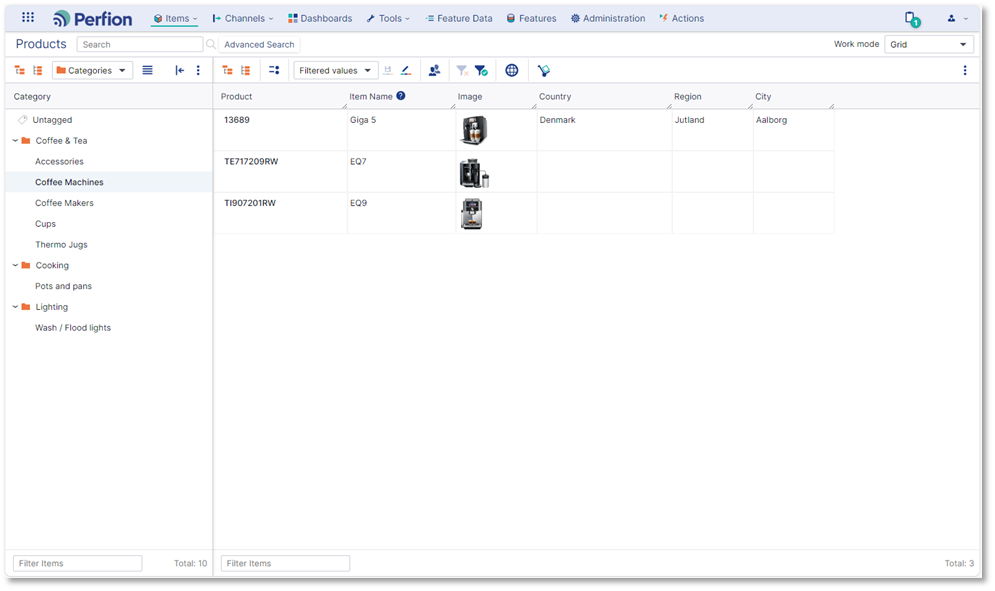 Perfion Items Channels Dashboards Tools Feature Data Features Administration Actions 1
Products Search Advanced Search Work mode Grid
Categories Filtered values
Category Product Item Name ? Image Country Region City
Untagged
Coffee & Tea
Accessories
Coffee Machines
Coffee Makers
Cups
Thermo Jugs
Cooking
Pots and pans
Lighting
Wash / Flood lights
13689 Giga 5 Denmark Jutland Aalborg
TE717209RW EQ7
TI907201RW EQ9
Filter Items Total: 10 Filter Items Total: 3